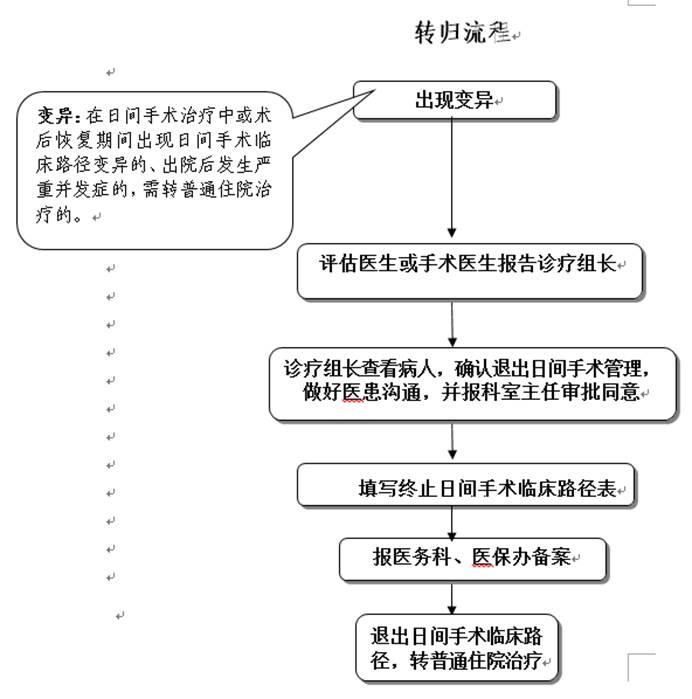 转归流程
出现变异
变异：在日间手术治疗中或术
后恢复期间出现日间手术临
床路径变异的、出院后发生严
重并发症的，需转普通住院治
疗的。
评估医生或手术医生报告诊疗组长
诊疗组长查看病人，确认退出日间手术管理，
做好医患沟通，并报科室主任审批同意
填写终止日间手术临床路径表
报医务科、医保办备案
退出日间手术临床路
径，转普通住院治疗